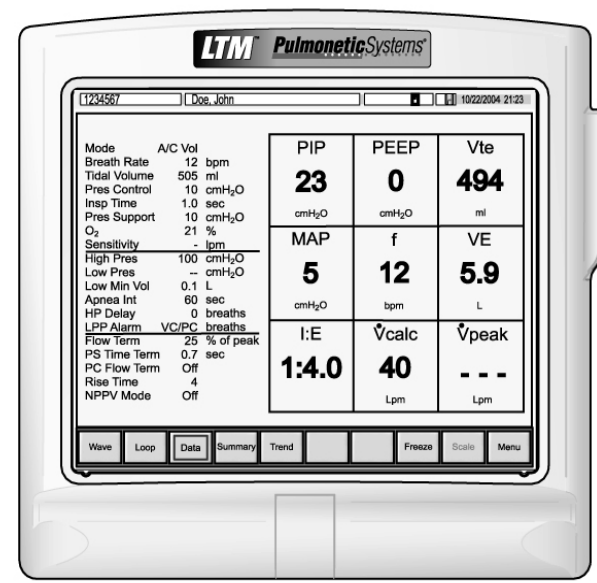 LTM™ PulmoneticSystems®
1234567 Doe, John 10/22/2004 21:23
Mode A/C Vol
Breath Rate 12 bpm
Tidal Volume 505 ml
Pres Control 10 cmH₂O
Insp Time 1.0 sec
Pres Support 10 cmH₂O
O₂ 21 %
Sensitivity - lpm
High Pres 100 cmH₂O
Low Pres -- cmH₂O
Low Min Vol 0.1 L
Apnea Int 60 sec
HP Delay 0 breaths
LPP Alarm VC/PC breaths
Flow Term 25 % of peak
PS Time Term 0.7 sec
PC Flow Term Off
Rise Time 4
NPPV Mode Off
PIP PEEP Vte
23 0 494
cmH₂O cmH₂O ml
MAP f VE
5 12 5.9
cmH₂O bpm L
I:E V̇calc V̇peak
1:4.0 40 - - -
Lpm Lpm
Wave Loop Data Summary Trend Freeze Scale Menu